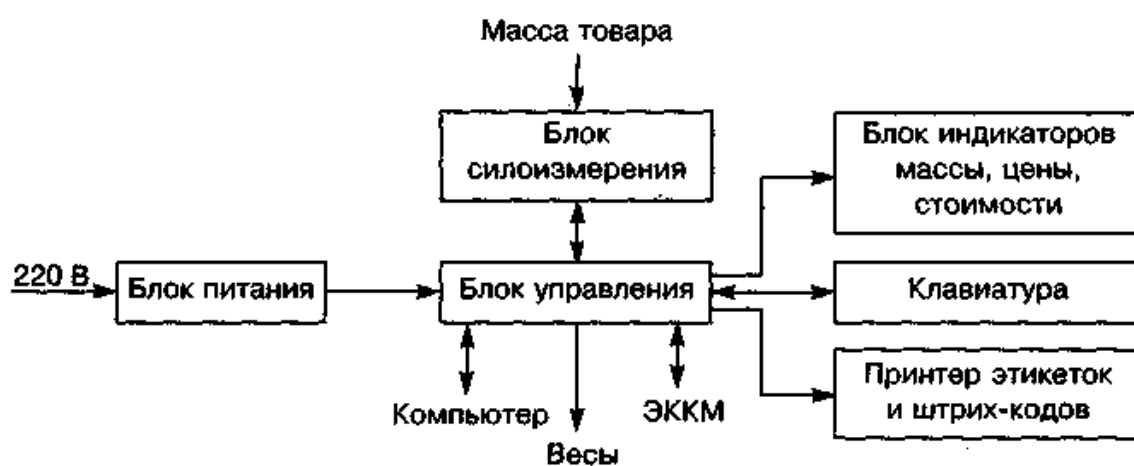 Масса товара
Блок
силоизмерения
Блок индикаторов
массы, цены,
стоимости
220 В
Блок питания
Блок управления
Клавиатура
Принтер этикеток
и штрих-кодов
Компьютер
ЭККМ
Весы